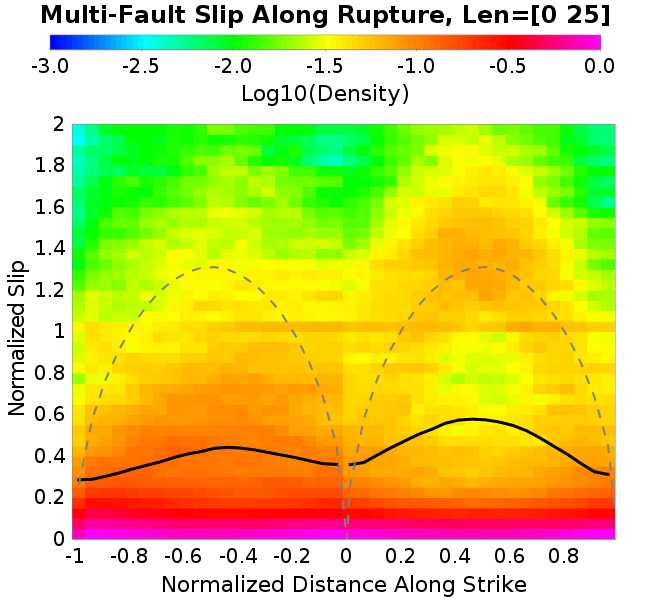 Multi-Fault Slip Along Rupture, Len=[0 25]
-3.0 -2.5 -2.0 -1.5 -1.0 -0.5 0.0
Log10(Density)
2
1.8
1.6
1.4
1.2
1
0.8
0.6
0.4
0.2
0
Normalized Slip
-1 -0.8 -0.6 -0.4 -0.2 0 0.2 0.4 0.6 0.8
Normalized Distance Along Strike